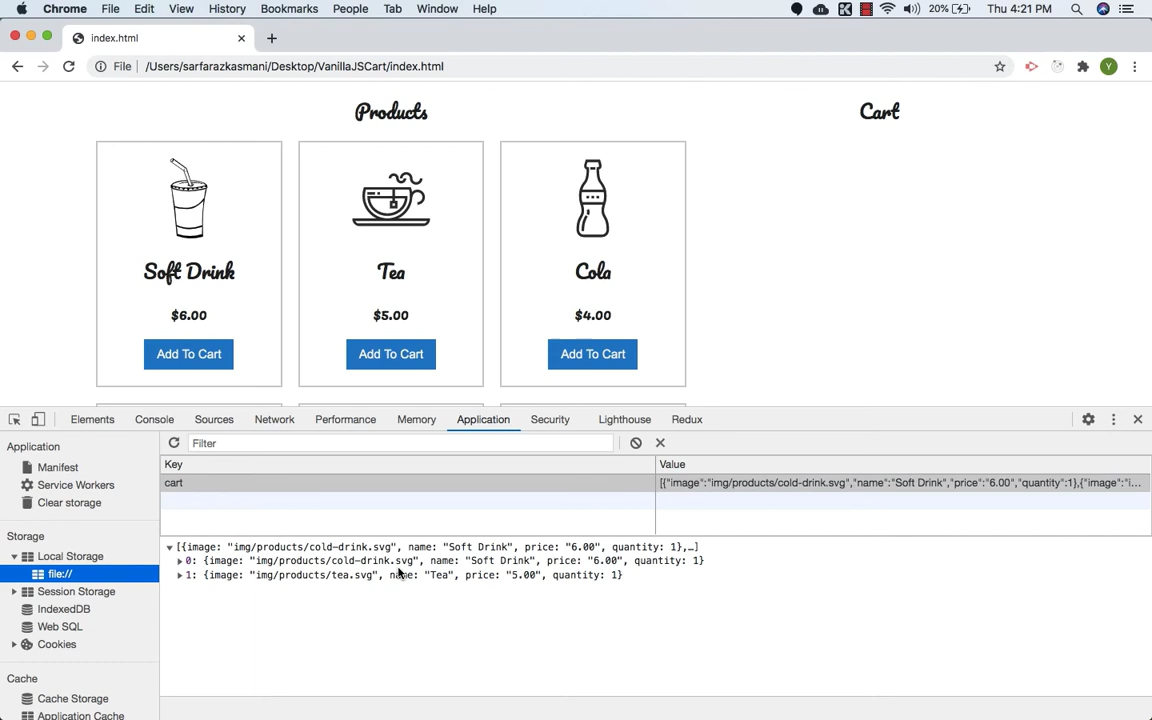 Chrome File Edit View History Bookmarks People Tab Window Help 20% Thu 4:21 PM
index.html
File /Users/sarfarazkasmani/Desktop/VanillaJSCart/index.html Y
Products Cart
Soft Drink Tea Cola
$6.00 $5.00 $4.00
Add To Cart Add To Cart Add To Cart
Elements Console Sources Network Performance Memory Application Security Lighthouse Redux
Application
Filter
Manifest
Service Workers
Clear storage
Storage
Local Storage
file://
Session Storage
IndexedDB
Web SQL
Cookies
Cache
Cache Storage
Application Cache
Key Value
cart [{"image":"img/products/cold-drink.svg","name":"Soft Drink","price":"6.00","quantity":1},{"image":"i...
[{image: "img/products/cold-drink.svg", name: "Soft Drink", price: "6.00", quantity: 1},…]
0: {image: "img/products/cold-drink.svg", name: "Soft Drink", price: "6.00", quantity: 1}
1: {image: "img/products/tea.svg", name: "Tea", price: "5.00", quantity: 1}